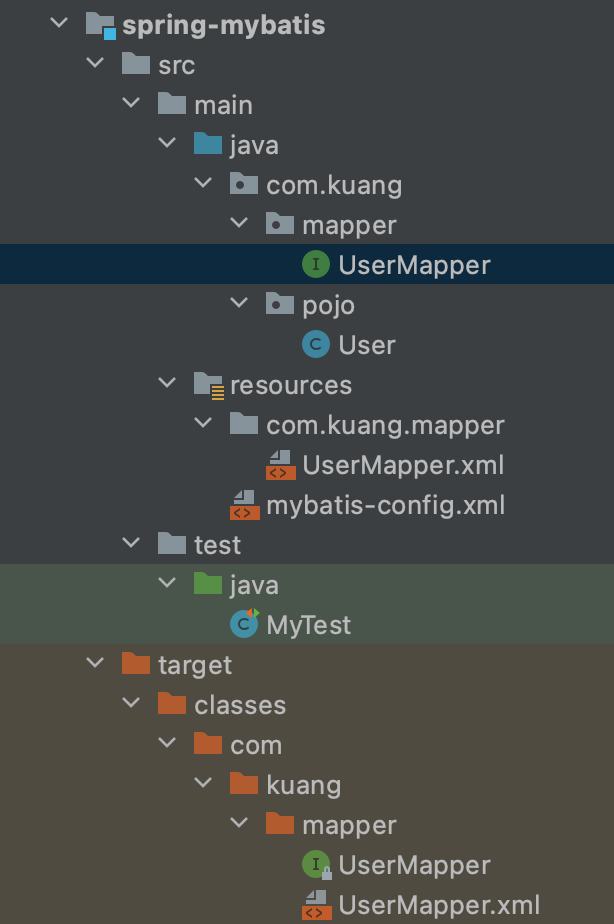 spring-mybatis
src
main
java
com.kuang
mapper
I UserMapper
pojo
C User
resources
com.kuang.mapper
<> UserMapper.xml
<> mybatis-config.xml
test
java
C MyTest
target
classes
com
kuang
mapper
I UserMapper
<> UserMapper.xml